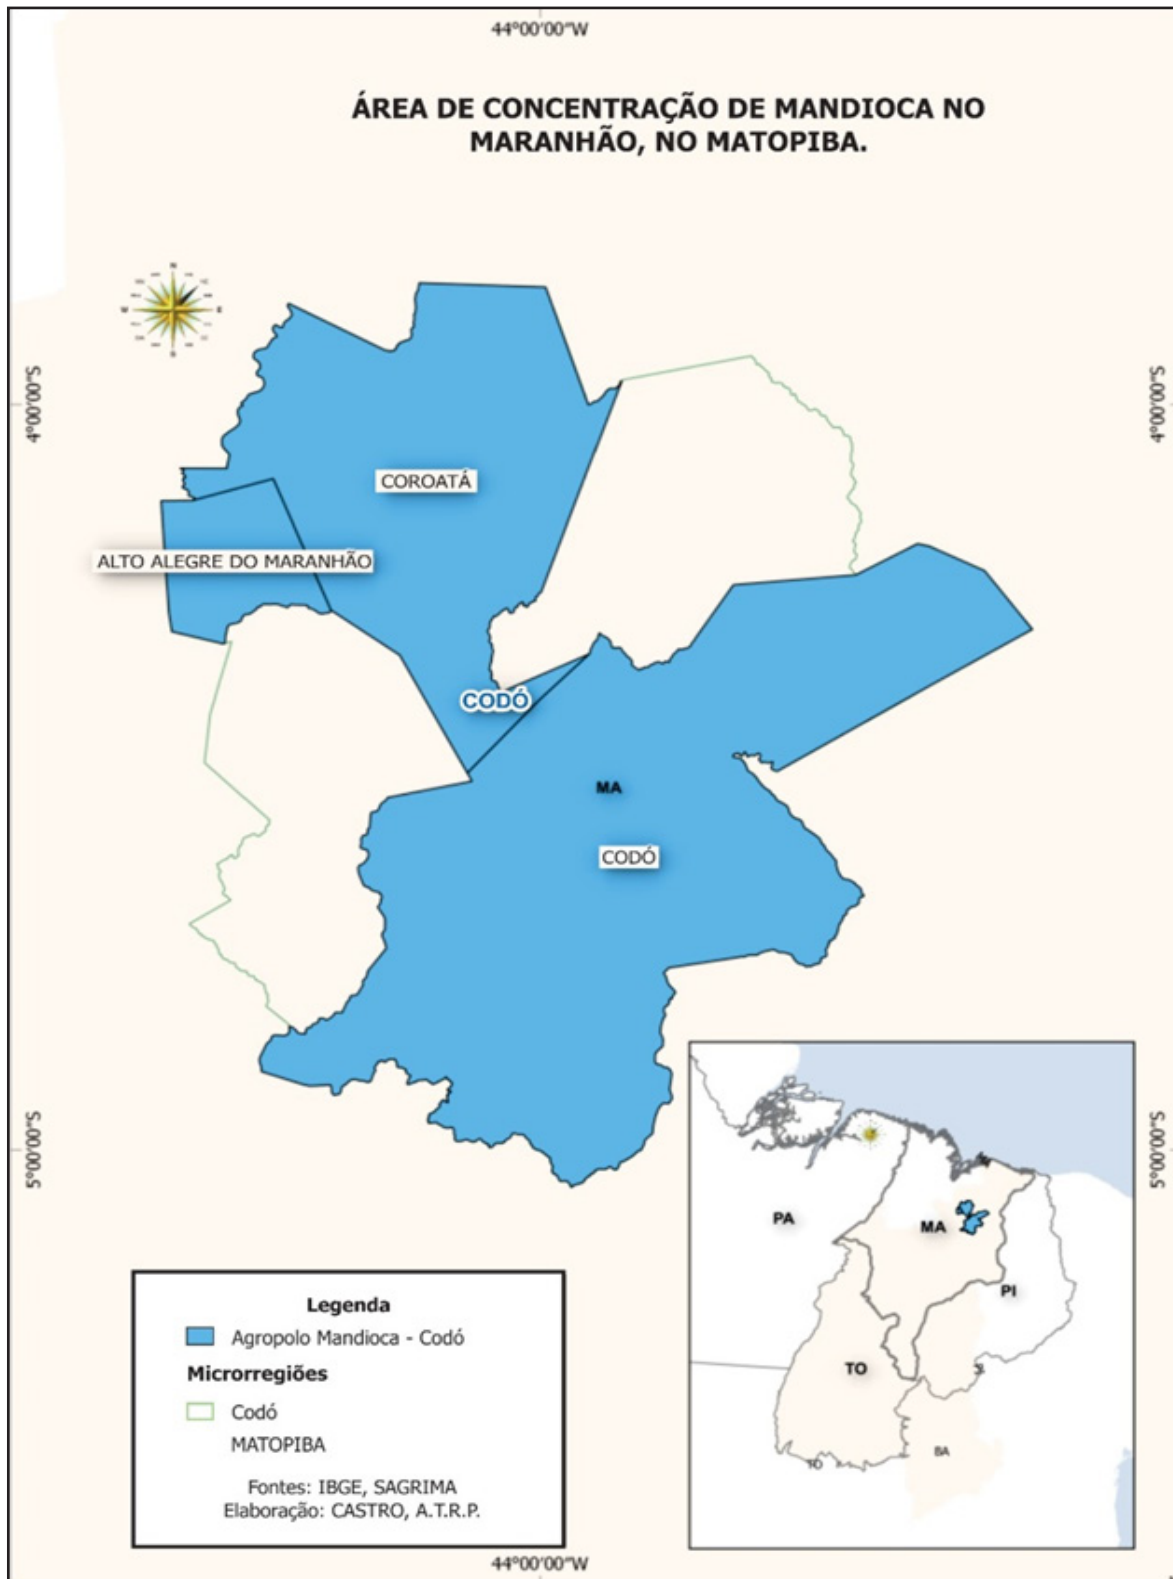 44°00'00"W
ÁREA DE CONCENTRAÇÃO DE MANDIOCA NO
MARANHÃO, NO MATOPIBA.
N
W
E
S
4°00'00"S
4°00'00"S
COROATÁ
ALTO ALEGRE DO MARANHÃO
CODÓ
MA
CODÓ
5°00'00"S
5°00'00"S
PA
MA
PI
TO
BA
TO
Legenda
Agropolo Mandioca - Codó
Microrregiões
Codó
MATOPIBA
Fontes: IBGE, SAGRIMA
Elaboração: CASTRO, A.T.R.P.
44°00'00"W